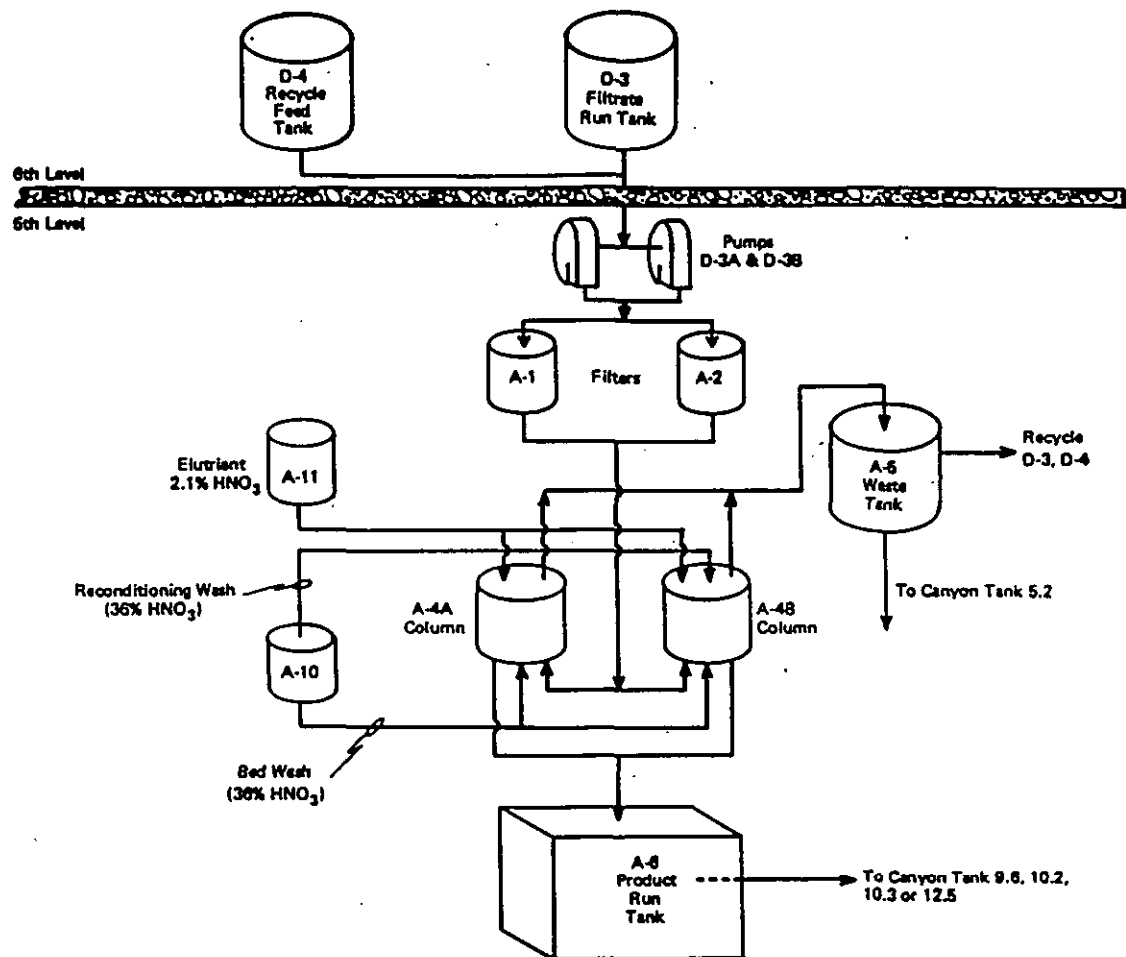 D-4
Recycle
Feed
Tank
D-3
Filtrate
Run Tank
6th Level
5th Level
Pumps
D-3A & D-3B
A-1
Filters
A-2
Elutriant
2.1% HNO3
A-11
A-5
Waste
Tank
Recycle
D-3, D-4
Reconditioning Wash
(36% HNO3)
A-4A
Column
A-4B
Column
To Canyon Tank 5.2
A-10
Bed Wash
(36% HNO3)
A-6
Product
Run
Tank
To Canyon Tank 9.6, 10.2,
10.3 or 12.5